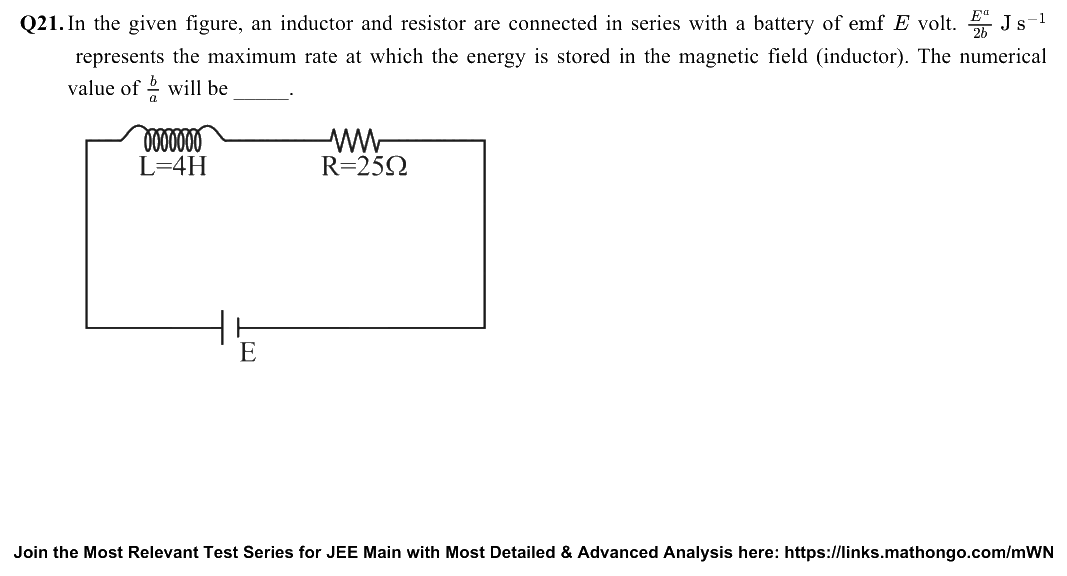 Q21. In the given figure, an inductor and resistor are connected in series with a battery of emf E volt. $\frac{E^a}{2b}$ J s⁻¹
represents the maximum rate at which the energy is stored in the magnetic field (inductor). The numerical
value of $\frac{b}{a}$ will be _____.
L=4H R=25Ω
E
Join the Most Relevant Test Series for JEE Main with Most Detailed & Advanced Analysis here: https://links.mathongo.com/mWN